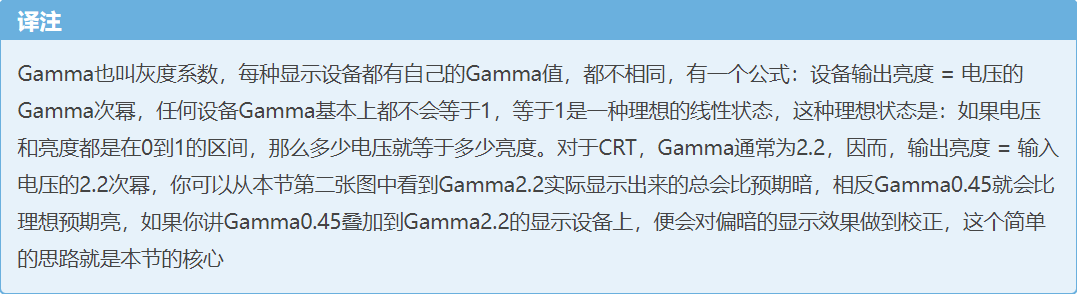 译注
Gamma也叫灰度系数，每种显示设备都有自己的Gamma值，都不相同，有一个公式：设备输出亮度 = 电压的
Gamma次幂，任何设备Gamma基本上都不会等于1，等于1是一种理想的线性状态，这种理想状态是：如果电压
和亮度都是在0到1的区间，那么多少电压就等于多少亮度。对于CRT，Gamma通常为2.2，因而，输出亮度 = 输入
电压的2.2次幂，你可以从本节第二张图中看到Gamma2.2实际显示出来的总会比预期暗，相反Gamma0.45就会比
理想预期亮，如果你讲Gamma0.45叠加到Gamma2.2的显示设备上，便会对偏暗的显示效果做到校正，这个简单
的思路就是本节的核心